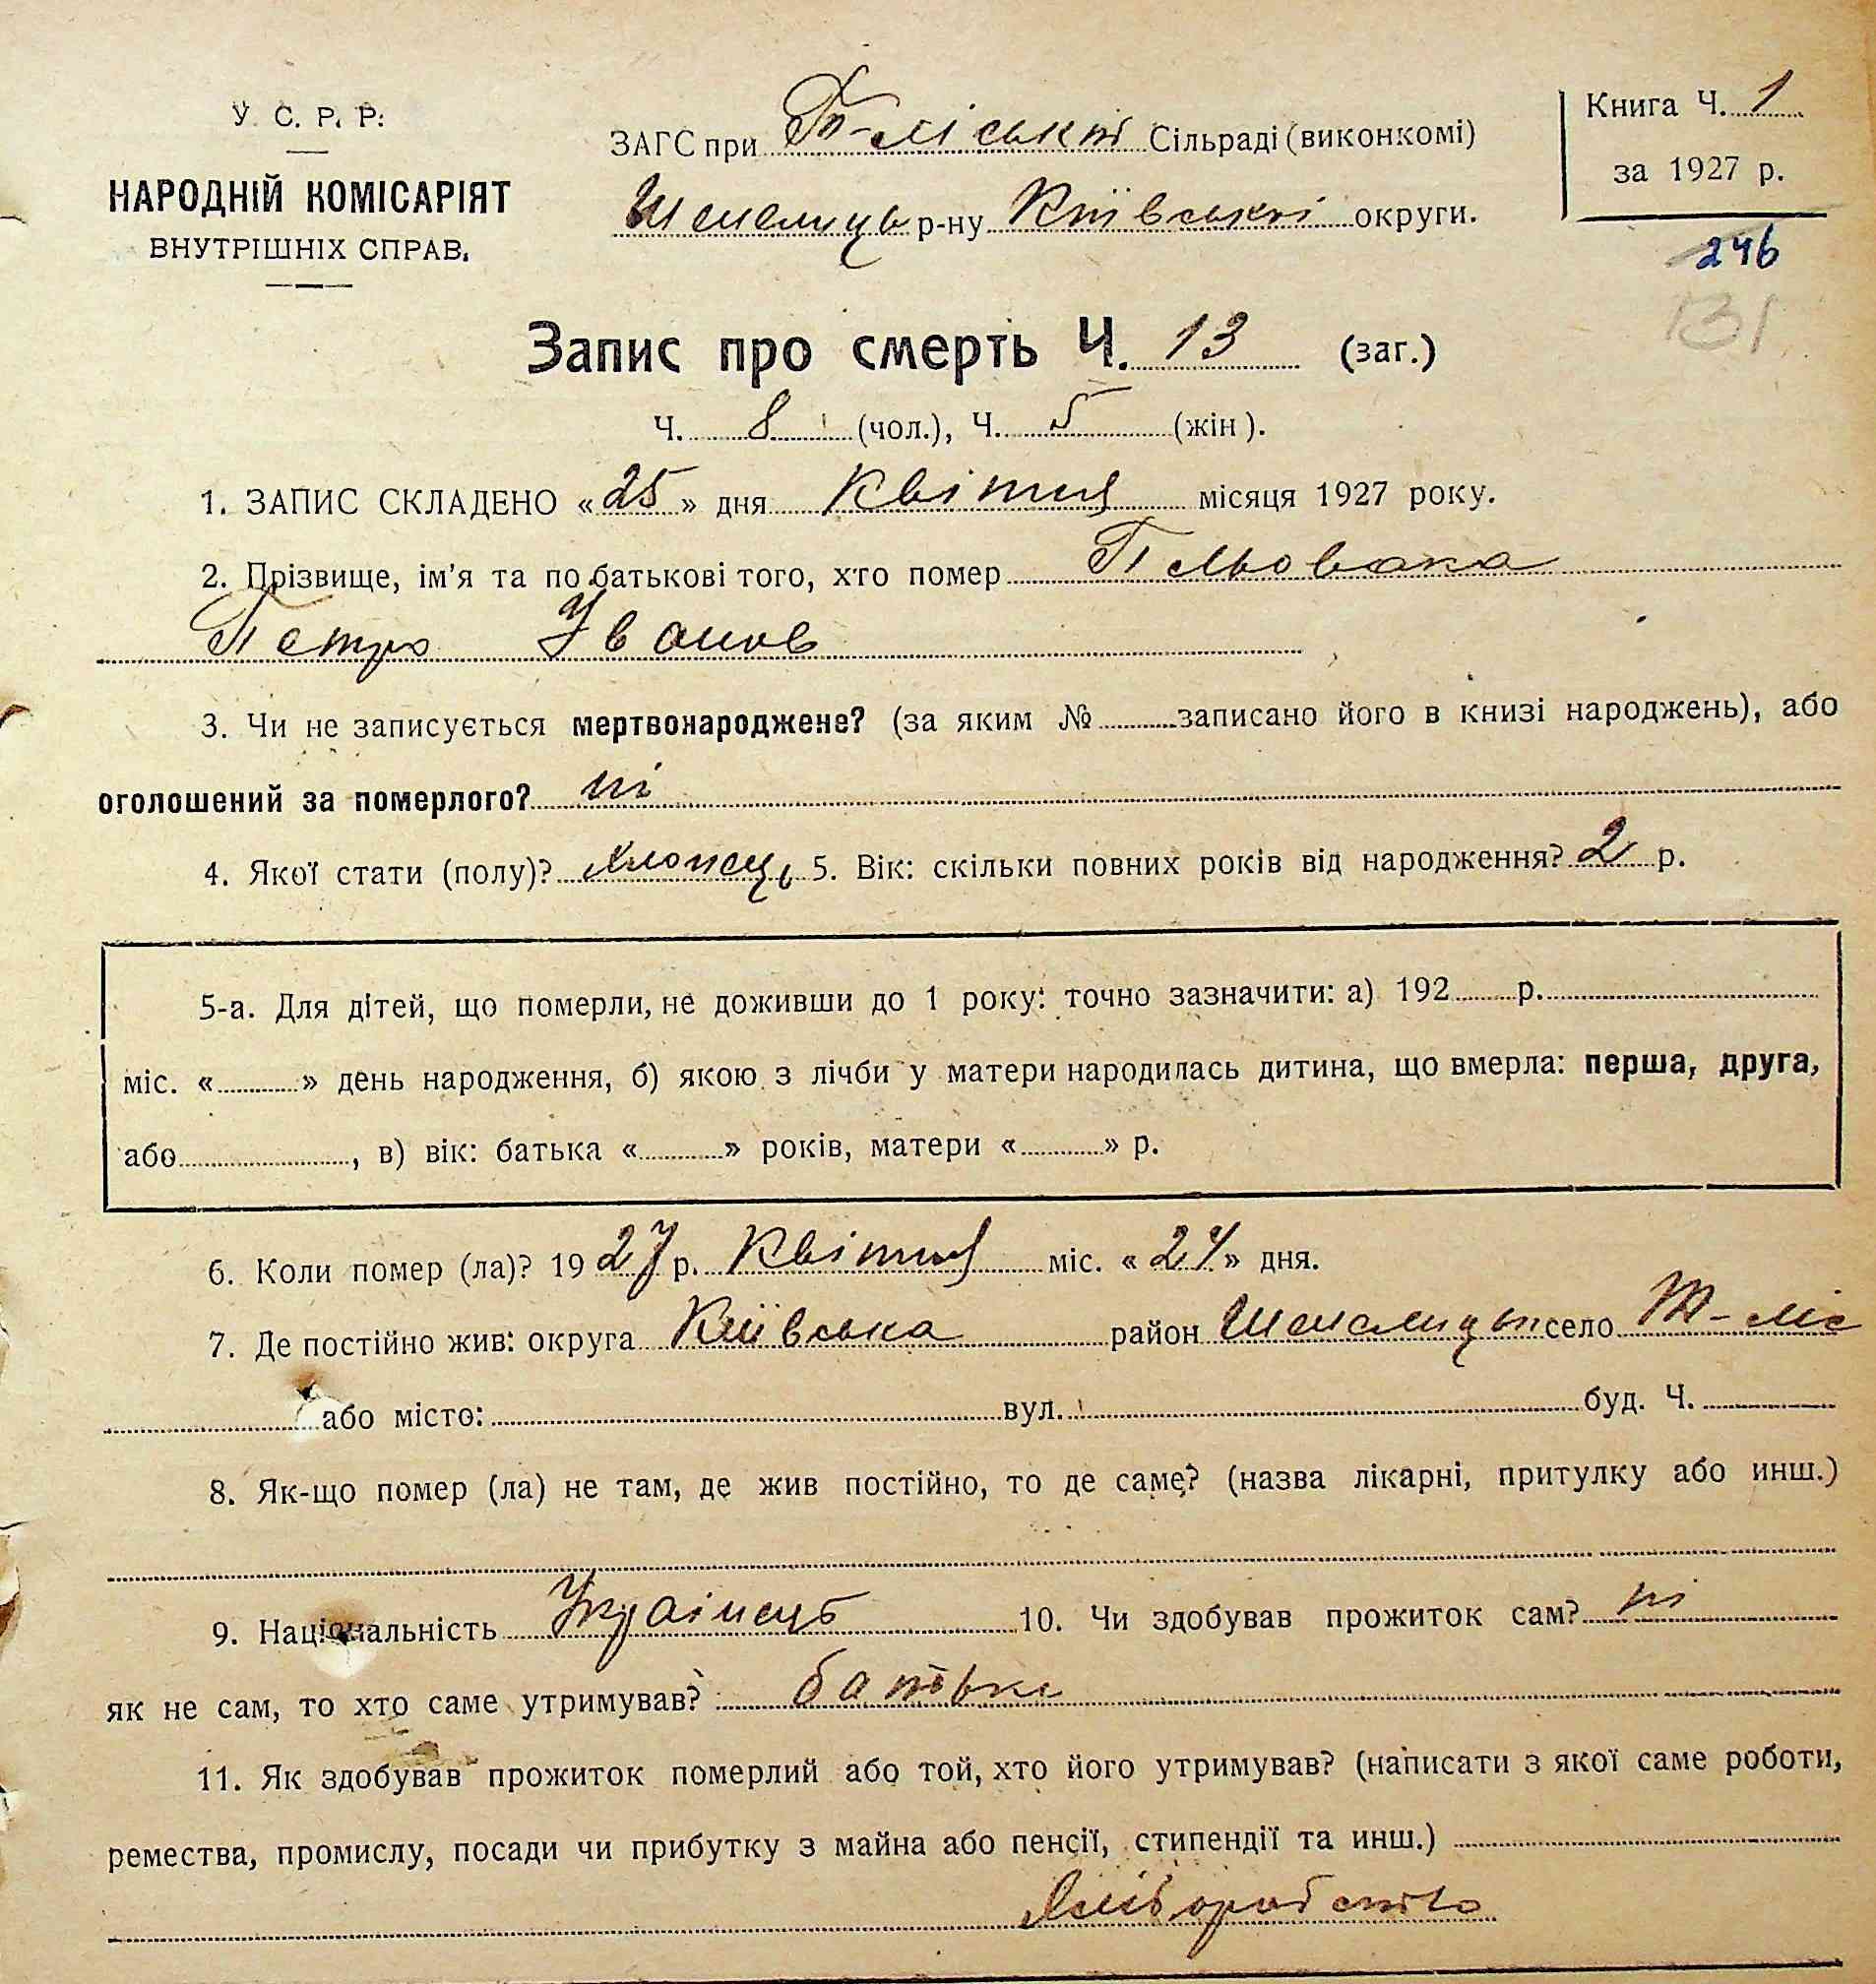 У. С. Р. Р.
НАРОДНІЙ КОМІСАРІЯТ
ВНУТРІШНІХ СПРАВ.
ЗАГС при Т-Ліській Сільраді (виконкомі)
Шепелиць р-ну Київської округи.
Книга Ч. 1
за 1927 р.
246
131
Запис про смерть Ч. 13 (заг.)
Ч. 8 (чол.), Ч. 5 (жін).
1. ЗАПИС СКЛАДЕНО «25» дня Квітня місяця 1927 року.
2. Прізвище, ім'я та по батькові того, хто помер
Петро Іванов
3. Чи не записується мертвонароджене? (за яким № записано його в книзі народжень), або
оголошений за померлого? ні
4. Якої стати (полу)? хлопець 5. Вік: скільки повних років від народження? 2 р.
5-а. Для дітей, що померли, не доживши до 1 року: точно зазначити: а) 192 р.
міс. « » день народження, б) якою з лічби у матери народилась дитина, що вмерла: перша, друга,
або , в) вік: батька « » років, матери « » р.
6. Коли помер (ла)? 1927 р. Квітня міс. «24» дня.
7. Де постійно жив: округа Київська район Шепелицьк село Т-Ліс
або місто: вул. буд. Ч.
8. Як-що помер (ла) не там, де жив постійно, то де саме? (назва лікарні, притулку або инш.)
9. Національність Українець 10. Чи здобував прожиток сам? ні
як не сам, то хто саме утримував? батьки
11. Як здобував прожиток померлий або той, хто його утримував? (написати з якої саме роботи,
ремества, промислу, посади чи прибутку з майна або пенсії, стипендії та инш.)
Хліборобство